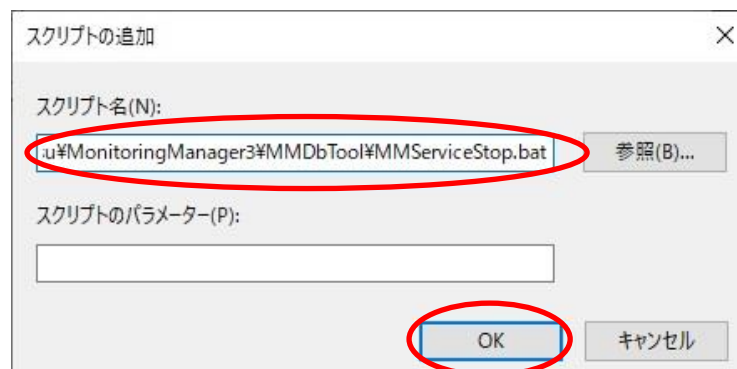 スクリプトの追加
スクリプト名(N):
u¥MonitoringManager3¥MMDbTool¥MMServiceStop.bat
参照(B)...
スクリプトのパラメーター(P):
OK
キャンセル